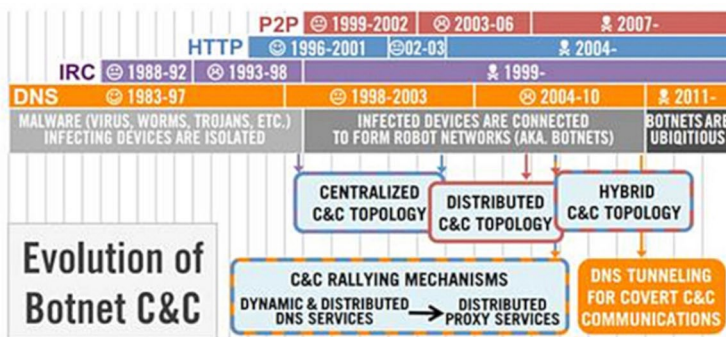 P2P 1999-2002 2003-06 2007-
HTTP 1996-2001 02-03 2004-
IRC 1988-92 1993-98 1999-
DNS 1983-97 1998-2003 2004-10 2011-
MALWARE (VIRUS, WORMS, TROJANS, ETC.)
INFECTING DEVICES ARE ISOLATED
INFECTED DEVICES ARE CONNECTED
TO FORM ROBOT NETWORKS (AKA. BOTNETS)
BOTNETS ARE
UBIQITIOUS
CENTRALIZED
C&C TOPOLOGY
DISTRIBUTED
C&C TOPOLOGY
HYBRID
C&C TOPOLOGY
Evolution of
Botnet C&C
C&C RALLYING MECHANISMS
DYNAMIC & DISTRIBUTED
DNS SERVICES
DISTRIBUTED
PROXY SERVICES
DNS TUNNELING
FOR COVERT C&C
COMMUNICATIONS